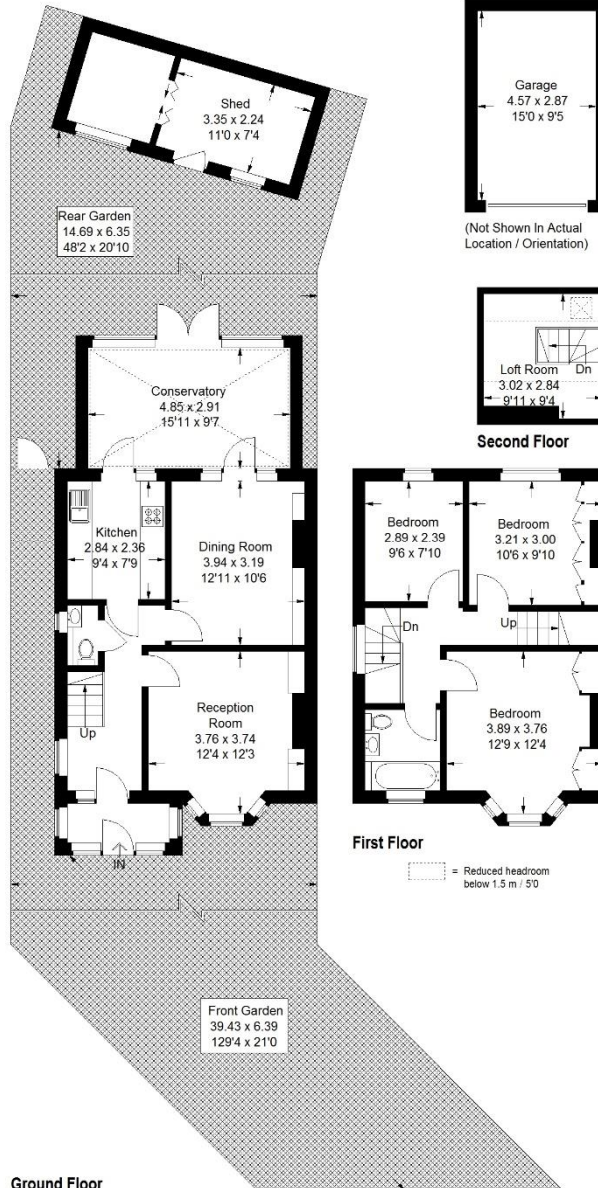 Shed
3.35 x 2.24
11'0 x 7'4
Garage
4.57 x 2.87
15'0 x 9'5
(Not Shown In Actual
Location / Orientation)
Rear Garden
14.69 x 6.35
48'2 x 20'10
Conservatory
4.85 x 2.91
15'11 x 9'7
Loft Room
3.02 x 2.84
9'11 x 9'4
Dn
Second Floor
Kitchen
2.84 x 2.36
9'4 x 7'9
Dining Room
3.94 x 3.19
12'11 x 10'6
Bedroom
2.89 x 2.39
9'6 x 7'10
Bedroom
3.21 x 3.00
10'6 x 9'10
Dn
Up
Up
Reception
Room
3.76 x 3.74
12'4 x 12'3
Bedroom
3.89 x 3.76
12'9 x 12'4
IN
First Floor
= Reduced headroom
below 1.5 m / 5'0
Front Garden
39.43 x 6.39
129'4 x 21'0
Ground Floor